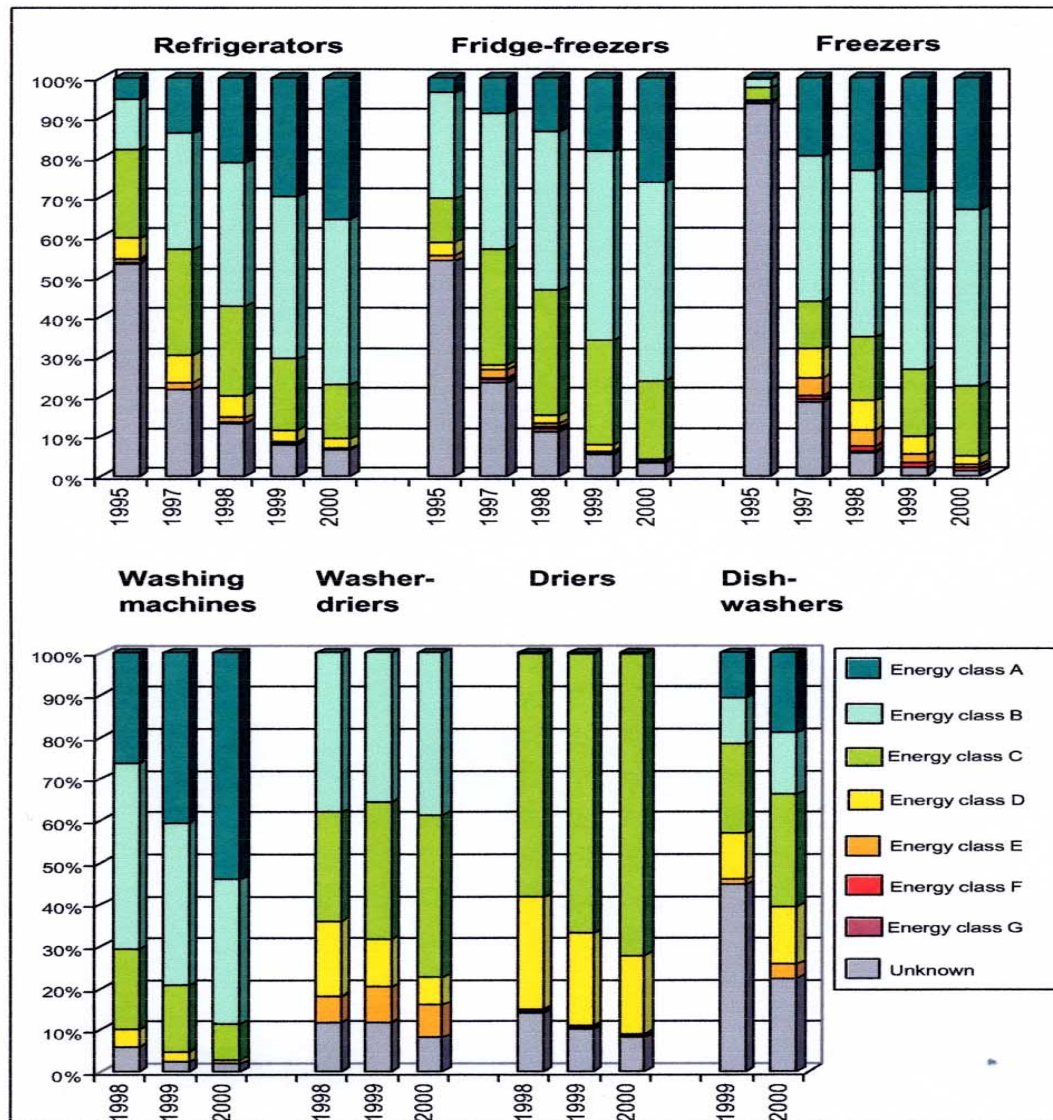 Refrigerators Fridge-freezers Freezers
100%
90%
80%
70%
60%
50%
40%
30%
20%
10%
0%
1995 1997 1998 1999 2000 1995 1997 1998 1999 2000 1995 1997 1998 1999 2000
Washing machines
Washer-driers
Driers
Dish-washers
100%
90%
80%
70%
60%
50%
40%
30%
20%
10%
0%
1998 1999 2000 1998 1999 2000 1998 1999 2000 1999 2000
Energy class A
Energy class B
Energy class C
Energy class D
Energy class E
Energy class F
Energy class G
Unknown